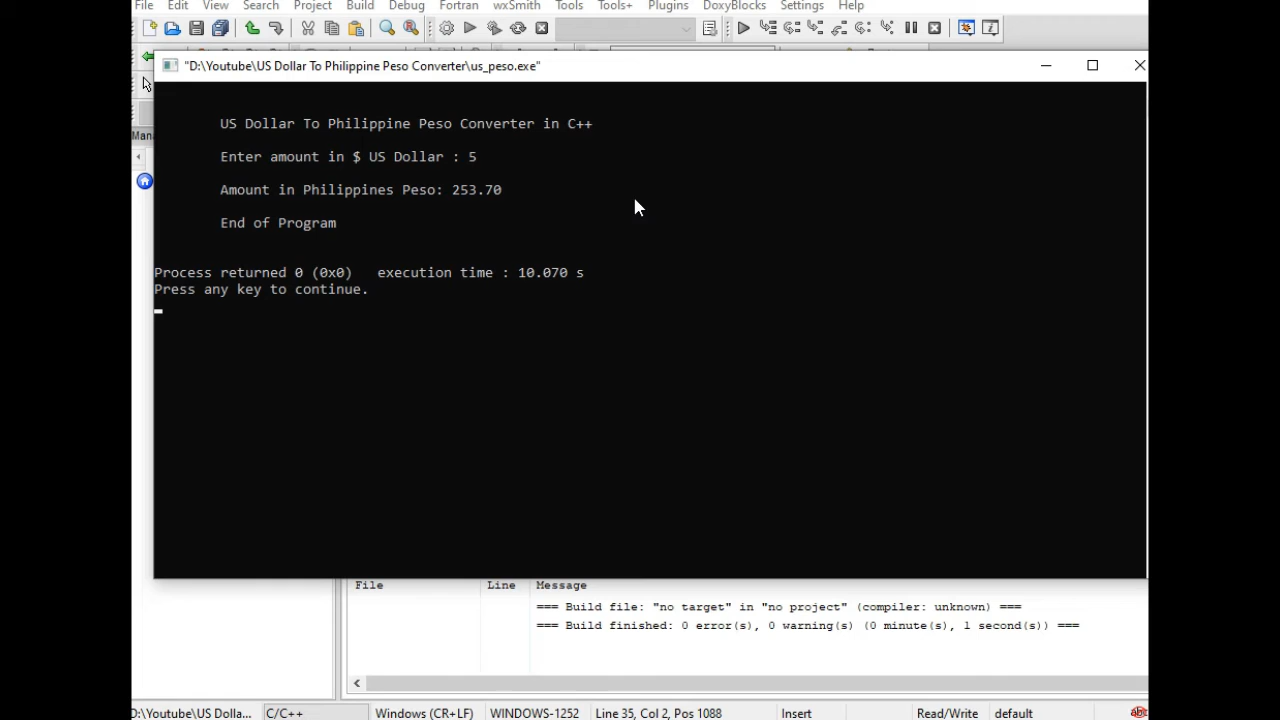 File Edit View Search Project Build Debug Fortran wxSmith Tools Tools+ Plugins DoxyBlocks Settings Help
"D:\Youtube\US Dollar To Philippine Peso Converter\us_peso.exe"
US Dollar To Philippine Peso Converter in C++
Mana
Enter amount in $ US Dollar : 5
Amount in Philippines Peso: 253.70
End of Program
Process returned 0 (0x0)   execution time : 10.070 s
Press any key to continue.
File Line Message
=== Build file: "no target" in "no project" (compiler: unknown) ===
=== Build finished: 0 error(s), 0 warning(s) (0 minute(s), 1 second(s)) ===
D:\Youtube\US Dolla... C/C++ Windows (CR+LF) WINDOWS-1252 Line 35, Col 2, Pos 1088 Insert Read/Write default